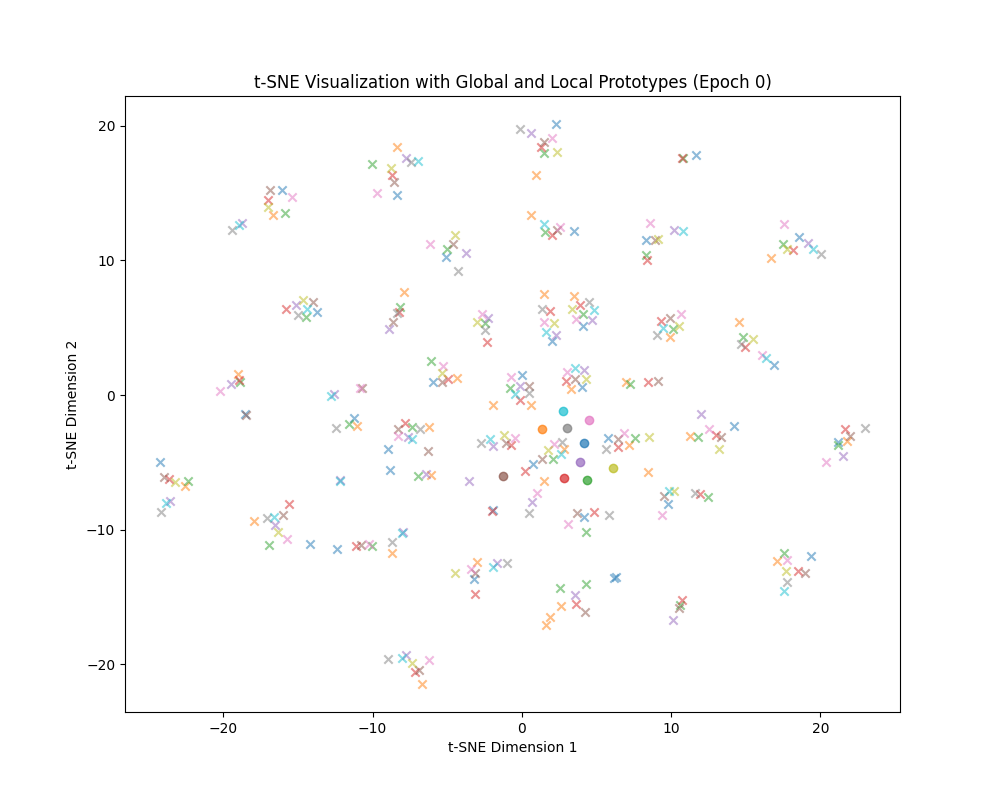 t-SNE Visualization with Global and Local Prototypes (Epoch 0)
20
10
0
−10
−20
t-SNE Dimension 2
−20 −10 0 10 20
t-SNE Dimension 1